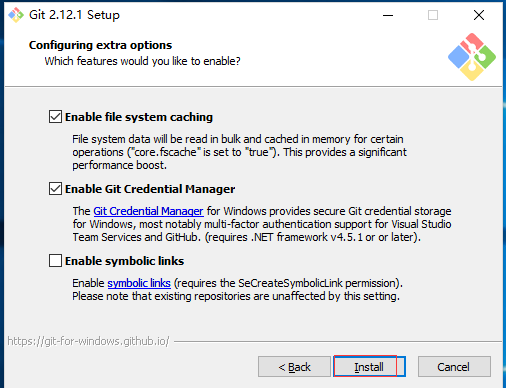 Git 2.12.1 Setup
Configuring extra options
Which features would you like to enable?
Enable file system caching
File system data will be read in bulk and cached in memory for certain
operations ("core.fscache" is set to "true"). This provides a significant
performance boost.
Enable Git Credential Manager
The Git Credential Manager for Windows provides secure Git credential storage
for Windows, most notably multi-factor authentication support for Visual Studio
Team Services and GitHub. (requires .NET framework v4.5.1 or or later).
Enable symbolic links
Enable symbolic links (requires the SeCreateSymbolicLink permission).
Please note that existing repositories are unaffected by this setting.
https://git-for-windows.github.io/
< Back
Install
Cancel